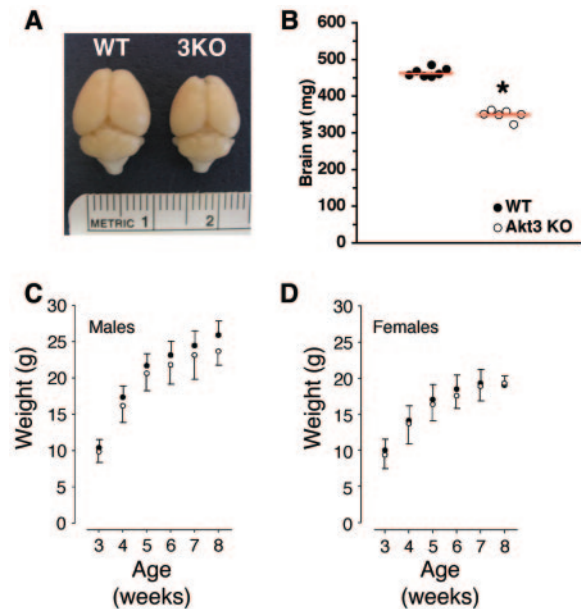 A
WT 3KO
METRIC 1 2
B
Brain wt (mg)
600
500
400
300
200
100
0
*
WT
Akt3 KO
C
Weight (g)
30
25
20
15
10
5
0
Males
3 4 5 6 7 8
Age
(weeks)
D
Weight (g)
30
25
20
15
10
5
0
Females
3 4 5 6 7 8
Age
(weeks)